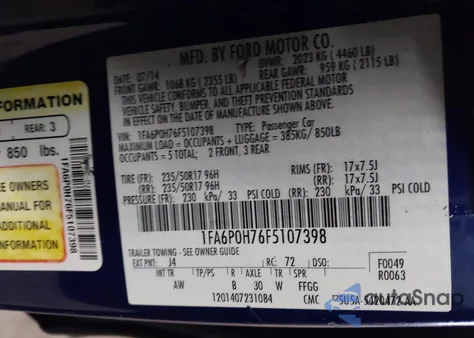 MFD. BY FORD MOTOR CO.
DATE: 07/14 GVWR: 2023 KG ( 4460 LB)
FRONT GAWR: 1068 KG ( 2355 LB) REAR GAWR: 959 KG ( 2115 LB)
THIS VEHICLE CONFORMS TO ALL APPLICABLE FEDERAL MOTOR
VEHICLE SAFETY, BUMPER, AND THEFT PREVENTION STANDARDS
IN EFFECT ON THE DATE OF MANUFACTURE SHOWN ABOVE.
VIN: 1FA6P0H76F5107398 TYPE: Passenger Car
MAXIMUM LOAD = OCCUPANTS + LUGGAGE = 385KG / 850LB
OCCUPANTS = 5 TOTAL: 2 FRONT, 3 REAR
TIRE (FR): 235/50R17 96H RIMS (FR): 17x7.5J
(RR): 235/50R17 96H (RR): 17x7.5J
PRESSURE (FR): 230 kPa/ 33 PSI COLD (RR): 230 kPa/ 33 PSI COLD
1FA6P0H76F5107398
TRAILER TOWING - SEE OWNER GUIDE
EXT PNT: J4 RC: 72 DSO: F0049
R0063
INT TR TP/PS R AXLE TR SPR
AW B 30 W FFGG
1201407231084 CMC
FORMATION
REAR: 3
850 lbs.
EE OWNERS
ANUAL FOR
ADDITIONAL
FORMATION
1FA6P0H76F5107398
autoSnap